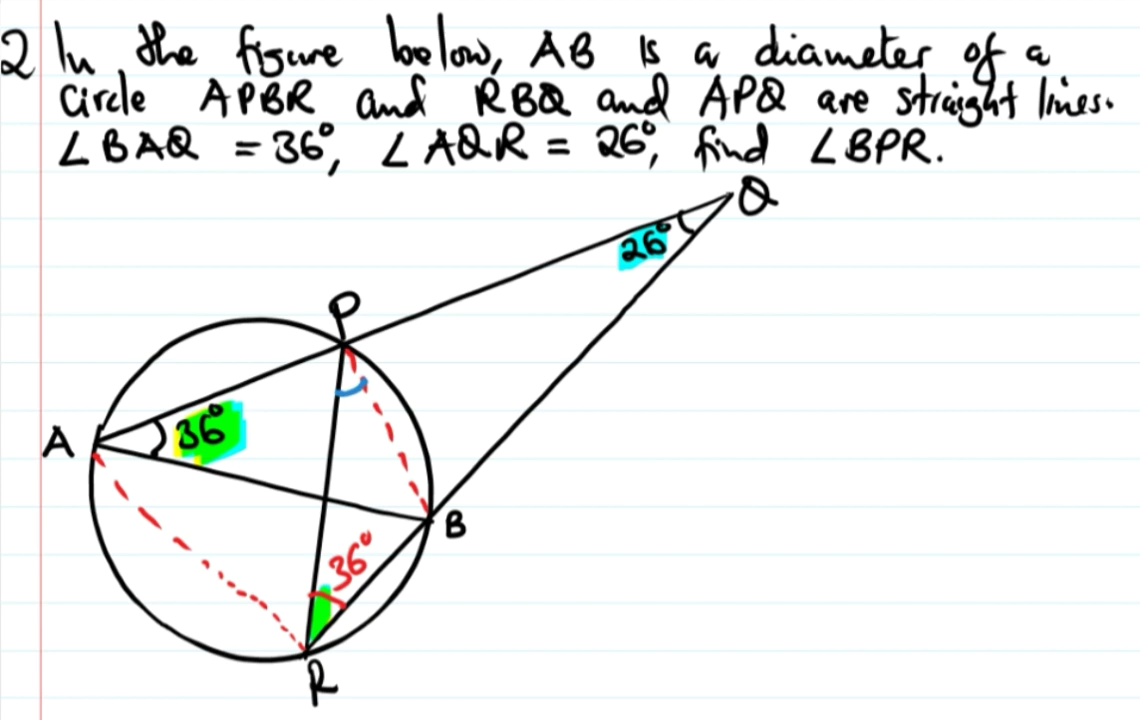 2 In the figure below, AB is a diameter of a
circle APBR and RBQ and APQ are straight lines.
∠BAQ = 36°, ∠AQR = 26°, find ∠BPR.
Q
26°
P
A
36°
B
36°
R